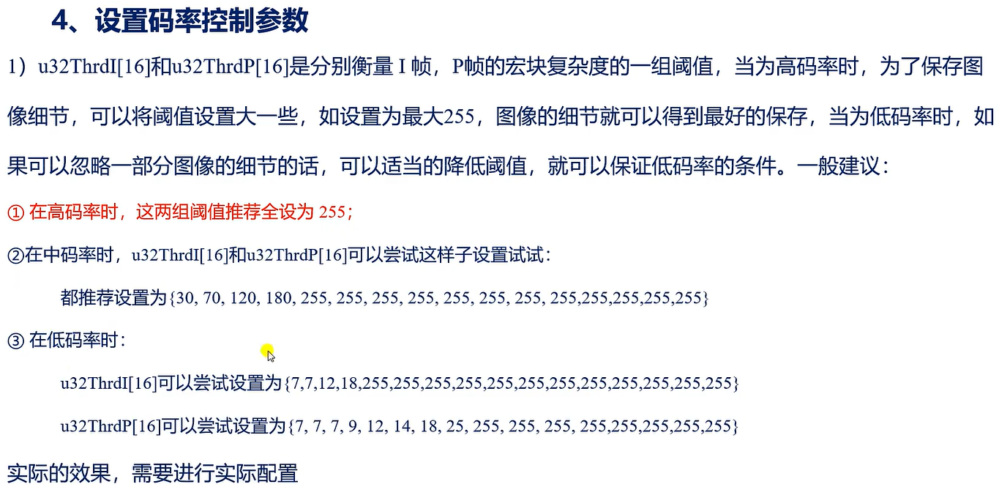 4、设置码率控制参数
1）u32ThrdI[16]和u32ThrdP[16]是分别衡量 I 帧，P帧的宏块复杂度的一组阈值，当为高码率时，为了保存图
像细节，可以将阈值设置大一些，如设置为最大255，图像的细节就可以得到最好的保存，当为低码率时，如
果可以忽略一部分图像的细节的话，可以适当的降低阈值，就可以保证低码率的条件。一般建议：
① 在高码率时，这两组阈值推荐全设为 255；
②在中码率时，u32ThrdI[16]和u32ThrdP[16]可以尝试这样子设置试试：
都推荐设置为{30, 70, 120, 180, 255, 255, 255, 255, 255, 255, 255, 255,255,255,255,255}
③ 在低码率时：
u32ThrdI[16]可以尝试设置为{7,7,12,18,255,255,255,255,255,255,255,255,255,255,255,255}
u32ThrdP[16]可以尝试设置为{7, 7, 7, 9, 12, 14, 18, 25, 255, 255, 255, 255,255,255,255,255}
实际的效果，需要进行实际配置